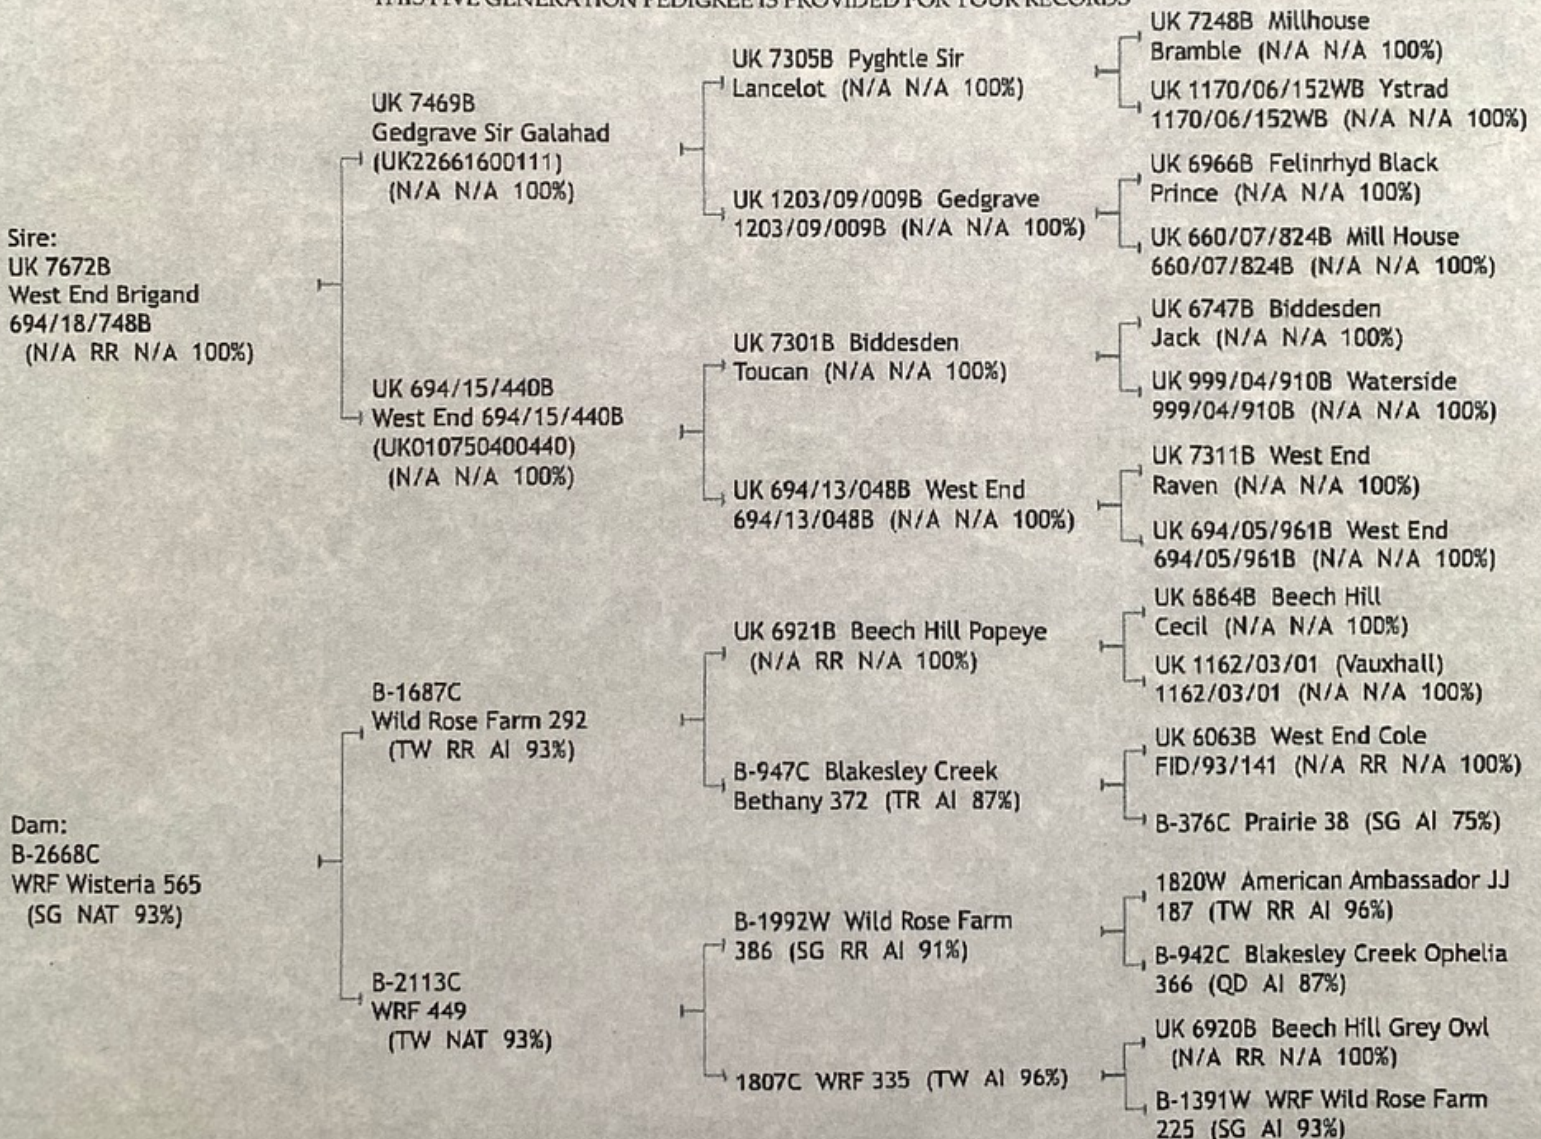 THIS FIVE GENERATION PEDIGREE IS PROVIDED FOR YOUR RECORDS
Sire:
UK 7672B
West End Brigand
694/18/748B
(N/A RR N/A 100%)
UK 7469B
Gedgrave Sir Galahad
(UK22661600111)
(N/A N/A 100%)
UK 694/15/440B
West End 694/15/440B
(UK010750400440)
(N/A N/A 100%)
UK 7305B Pyghtle Sir
Lancelot (N/A N/A 100%)
UK 1203/09/009B Gedgrave
1203/09/009B (N/A N/A 100%)
UK 7301B Biddesden
Toucan (N/A N/A 100%)
UK 694/13/048B West End
694/13/048B (N/A N/A 100%)
UK 7248B Millhouse
Bramble (N/A N/A 100%)
UK 1170/06/152WB Ystrad
1170/06/152WB (N/A N/A 100%)
UK 6966B Felinrhyd Black
Prince (N/A N/A 100%)
UK 660/07/824B Mill House
660/07/824B (N/A N/A 100%)
UK 6747B Biddesden
Jack (N/A N/A 100%)
UK 999/04/910B Waterside
999/04/910B (N/A N/A 100%)
UK 7311B West End
Raven (N/A N/A 100%)
UK 694/05/961B West End
694/05/961B (N/A N/A 100%)
Dam:
B-2668C
WRF Wisteria 565
(SG NAT 93%)
B-1687C
Wild Rose Farm 292
(TW RR AI 93%)
B-2113C
WRF 449
(TW NAT 93%)
UK 6921B Beech Hill Popeye
(N/A RR N/A 100%)
B-947C Blakesley Creek
Bethany 372 (TR AI 87%)
B-1992W Wild Rose Farm
386 (SG RR AI 91%)
1807C WRF 335 (TW AI 96%)
UK 6864B Beech Hill
Cecil (N/A N/A 100%)
UK 1162/03/01 (Vauxhall)
1162/03/01 (N/A N/A 100%)
UK 6063B West End Cole
FID/93/141 (N/A RR N/A 100%)
B-376C Prairie 38 (SG AI 75%)
1820W American Ambassador JJ
187 (TW RR AI 96%)
B-942C Blakesley Creek Ophelia
366 (QD AI 87%)
UK 6920B Beech Hill Grey Owl
(N/A RR N/A 100%)
B-1391W WRF Wild Rose Farm
225 (SG AI 93%)